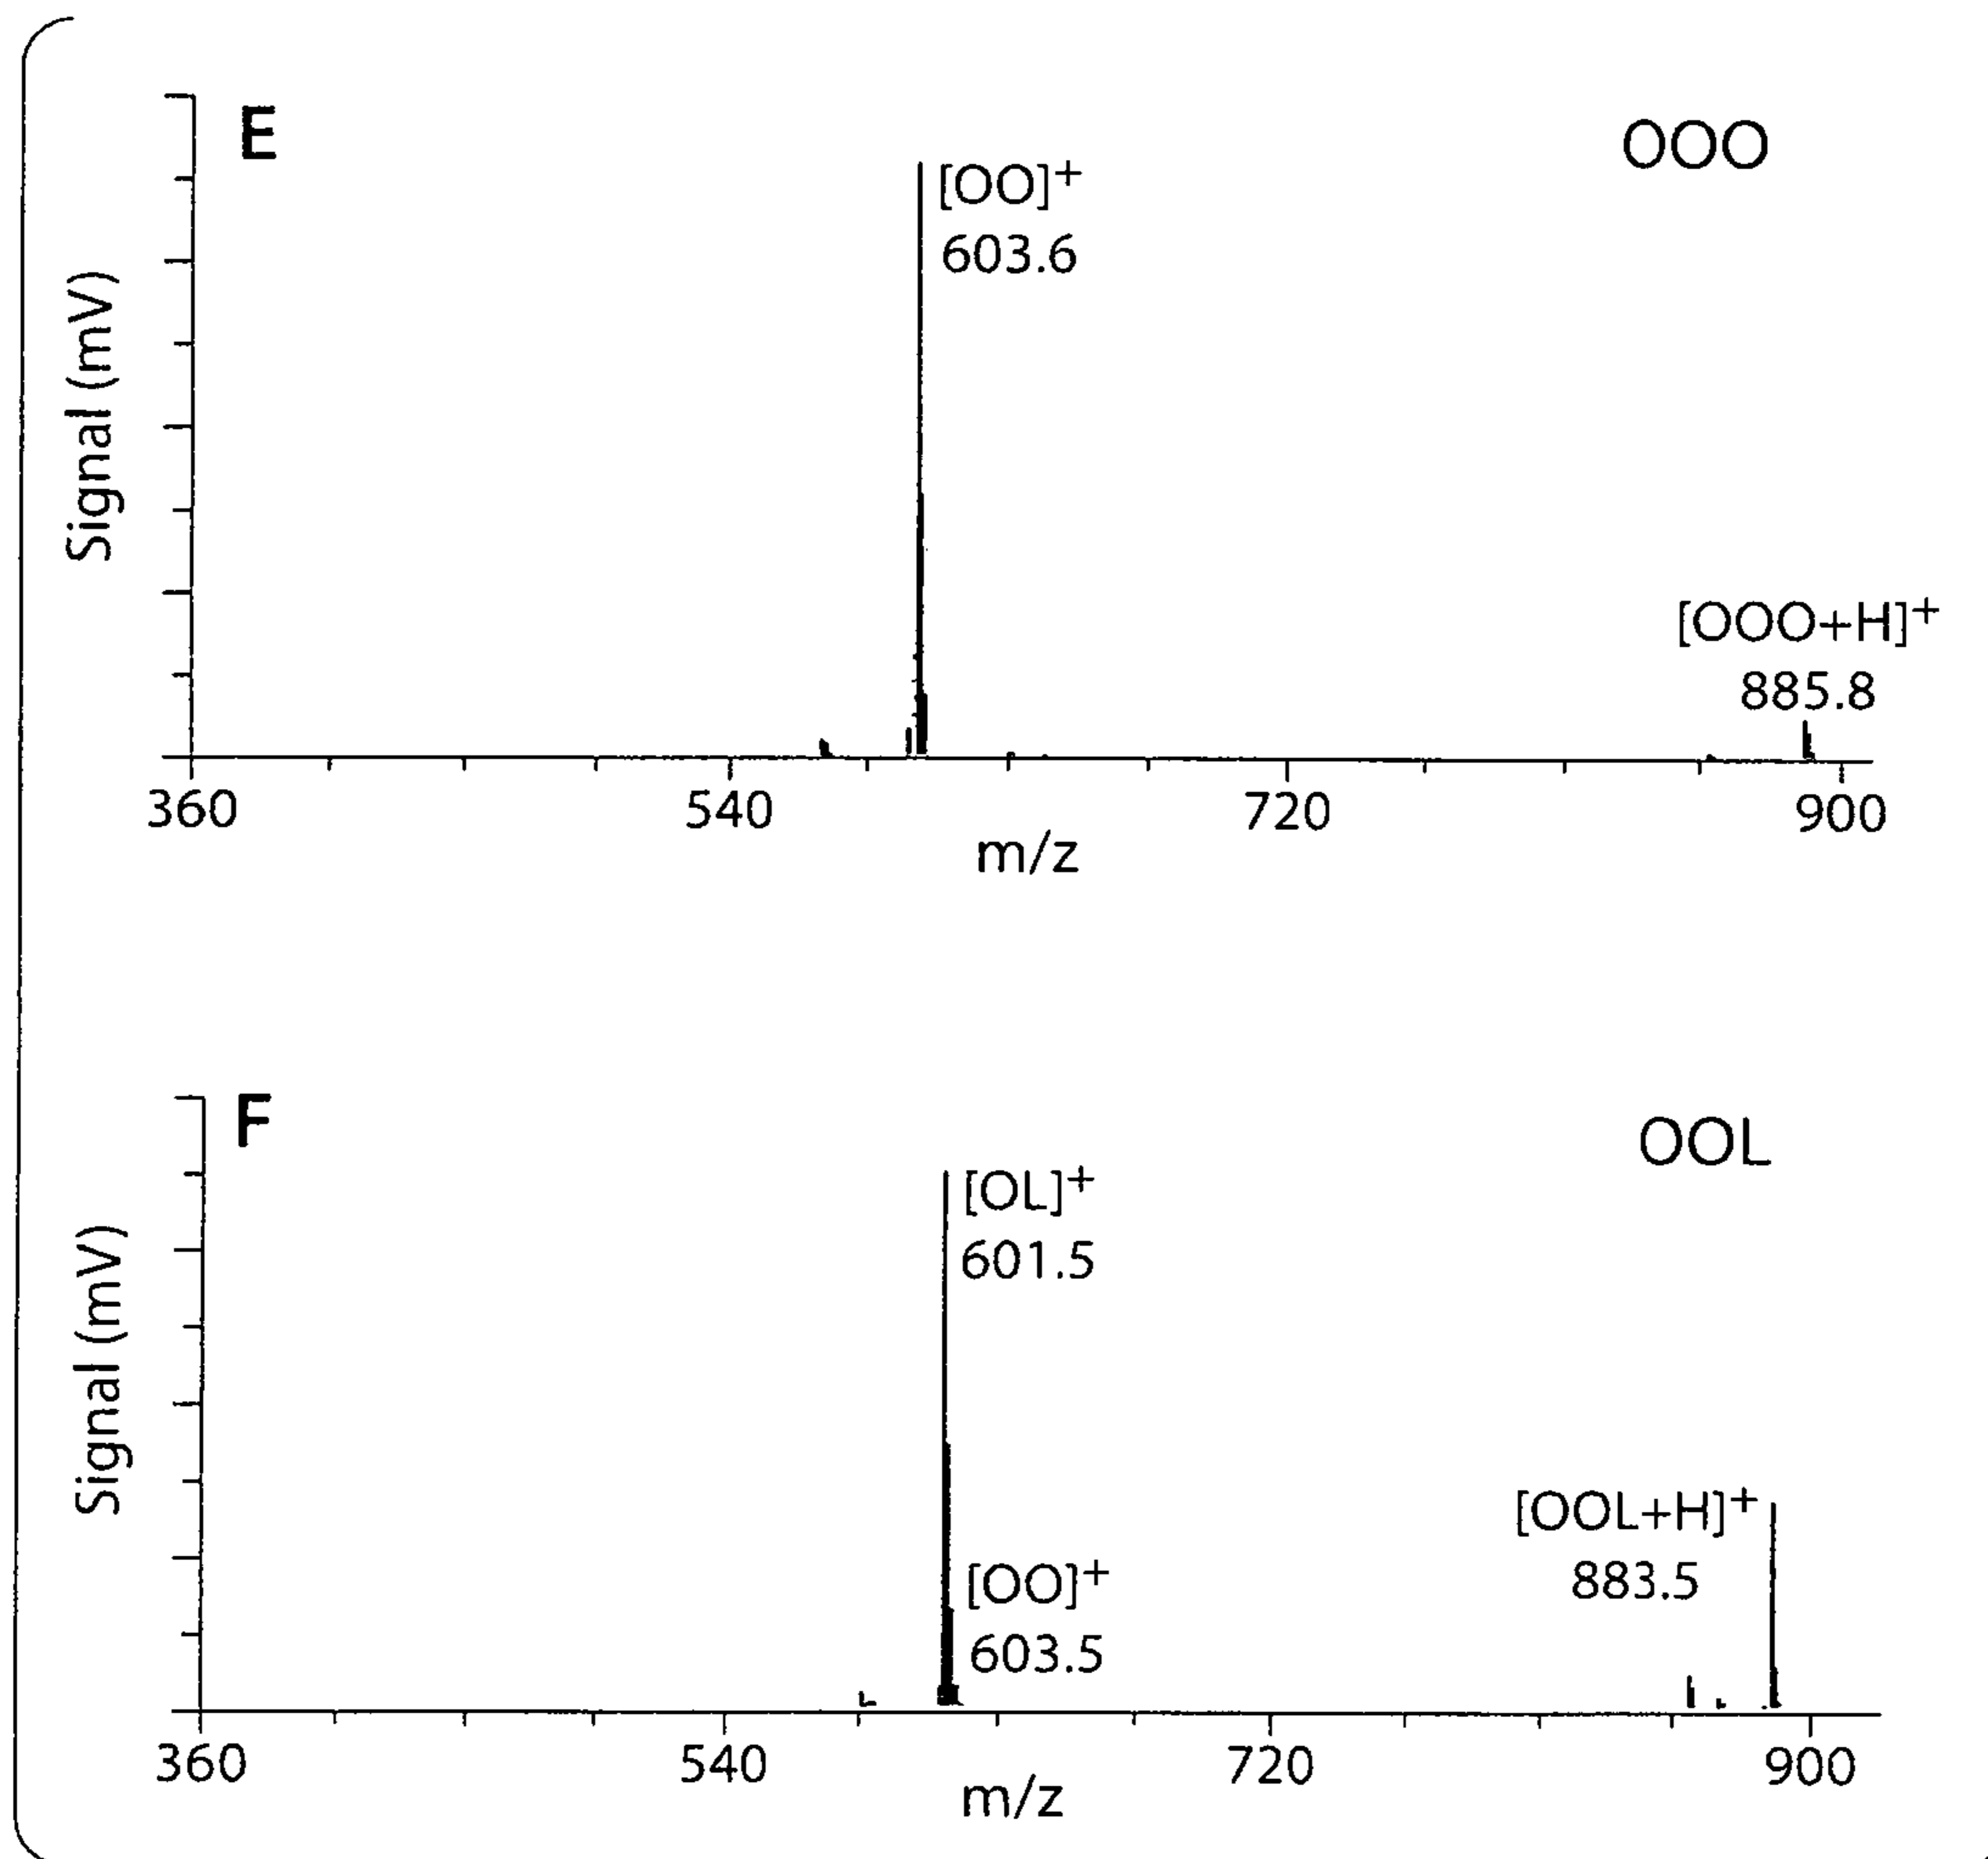 E
OOO
[OO]+
603.6
[OOO+H]+
885.8
Signal (mV)
360 540 720 900
m/z
F
OOL
[OL]+
601.5
[OOL+H]+
883.5
[OO]+
603.5
Signal (mV)
360 540 720 900
m/z